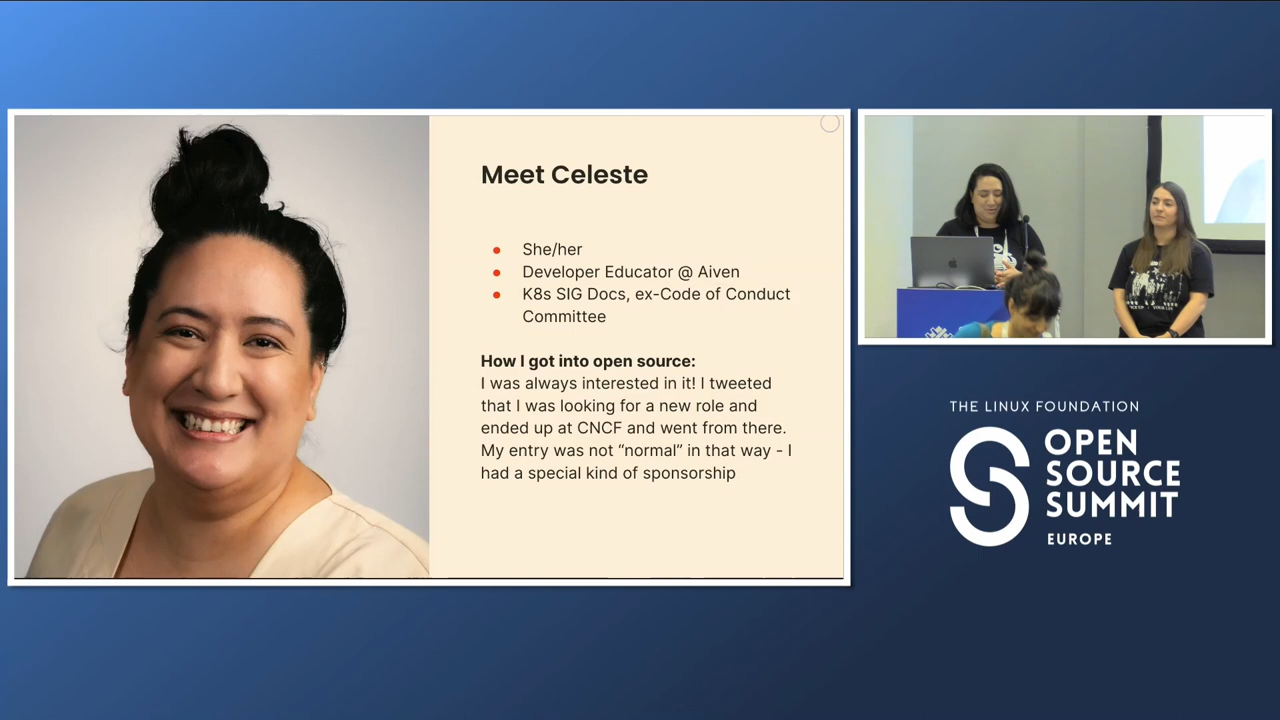 Meet Celeste
She/her
Developer Educator @ Aiven
K8s SIG Docs, ex-Code of Conduct
Committee
How I got into open source:
I was always interested in it! I tweeted
that I was looking for a new role and
ended up at CNCF and went from there.
My entry was not “normal” in that way - I
had a special kind of sponsorship
THE LINUX FOUNDATION
OPEN
SOURCE
SUMMIT
EUROPE